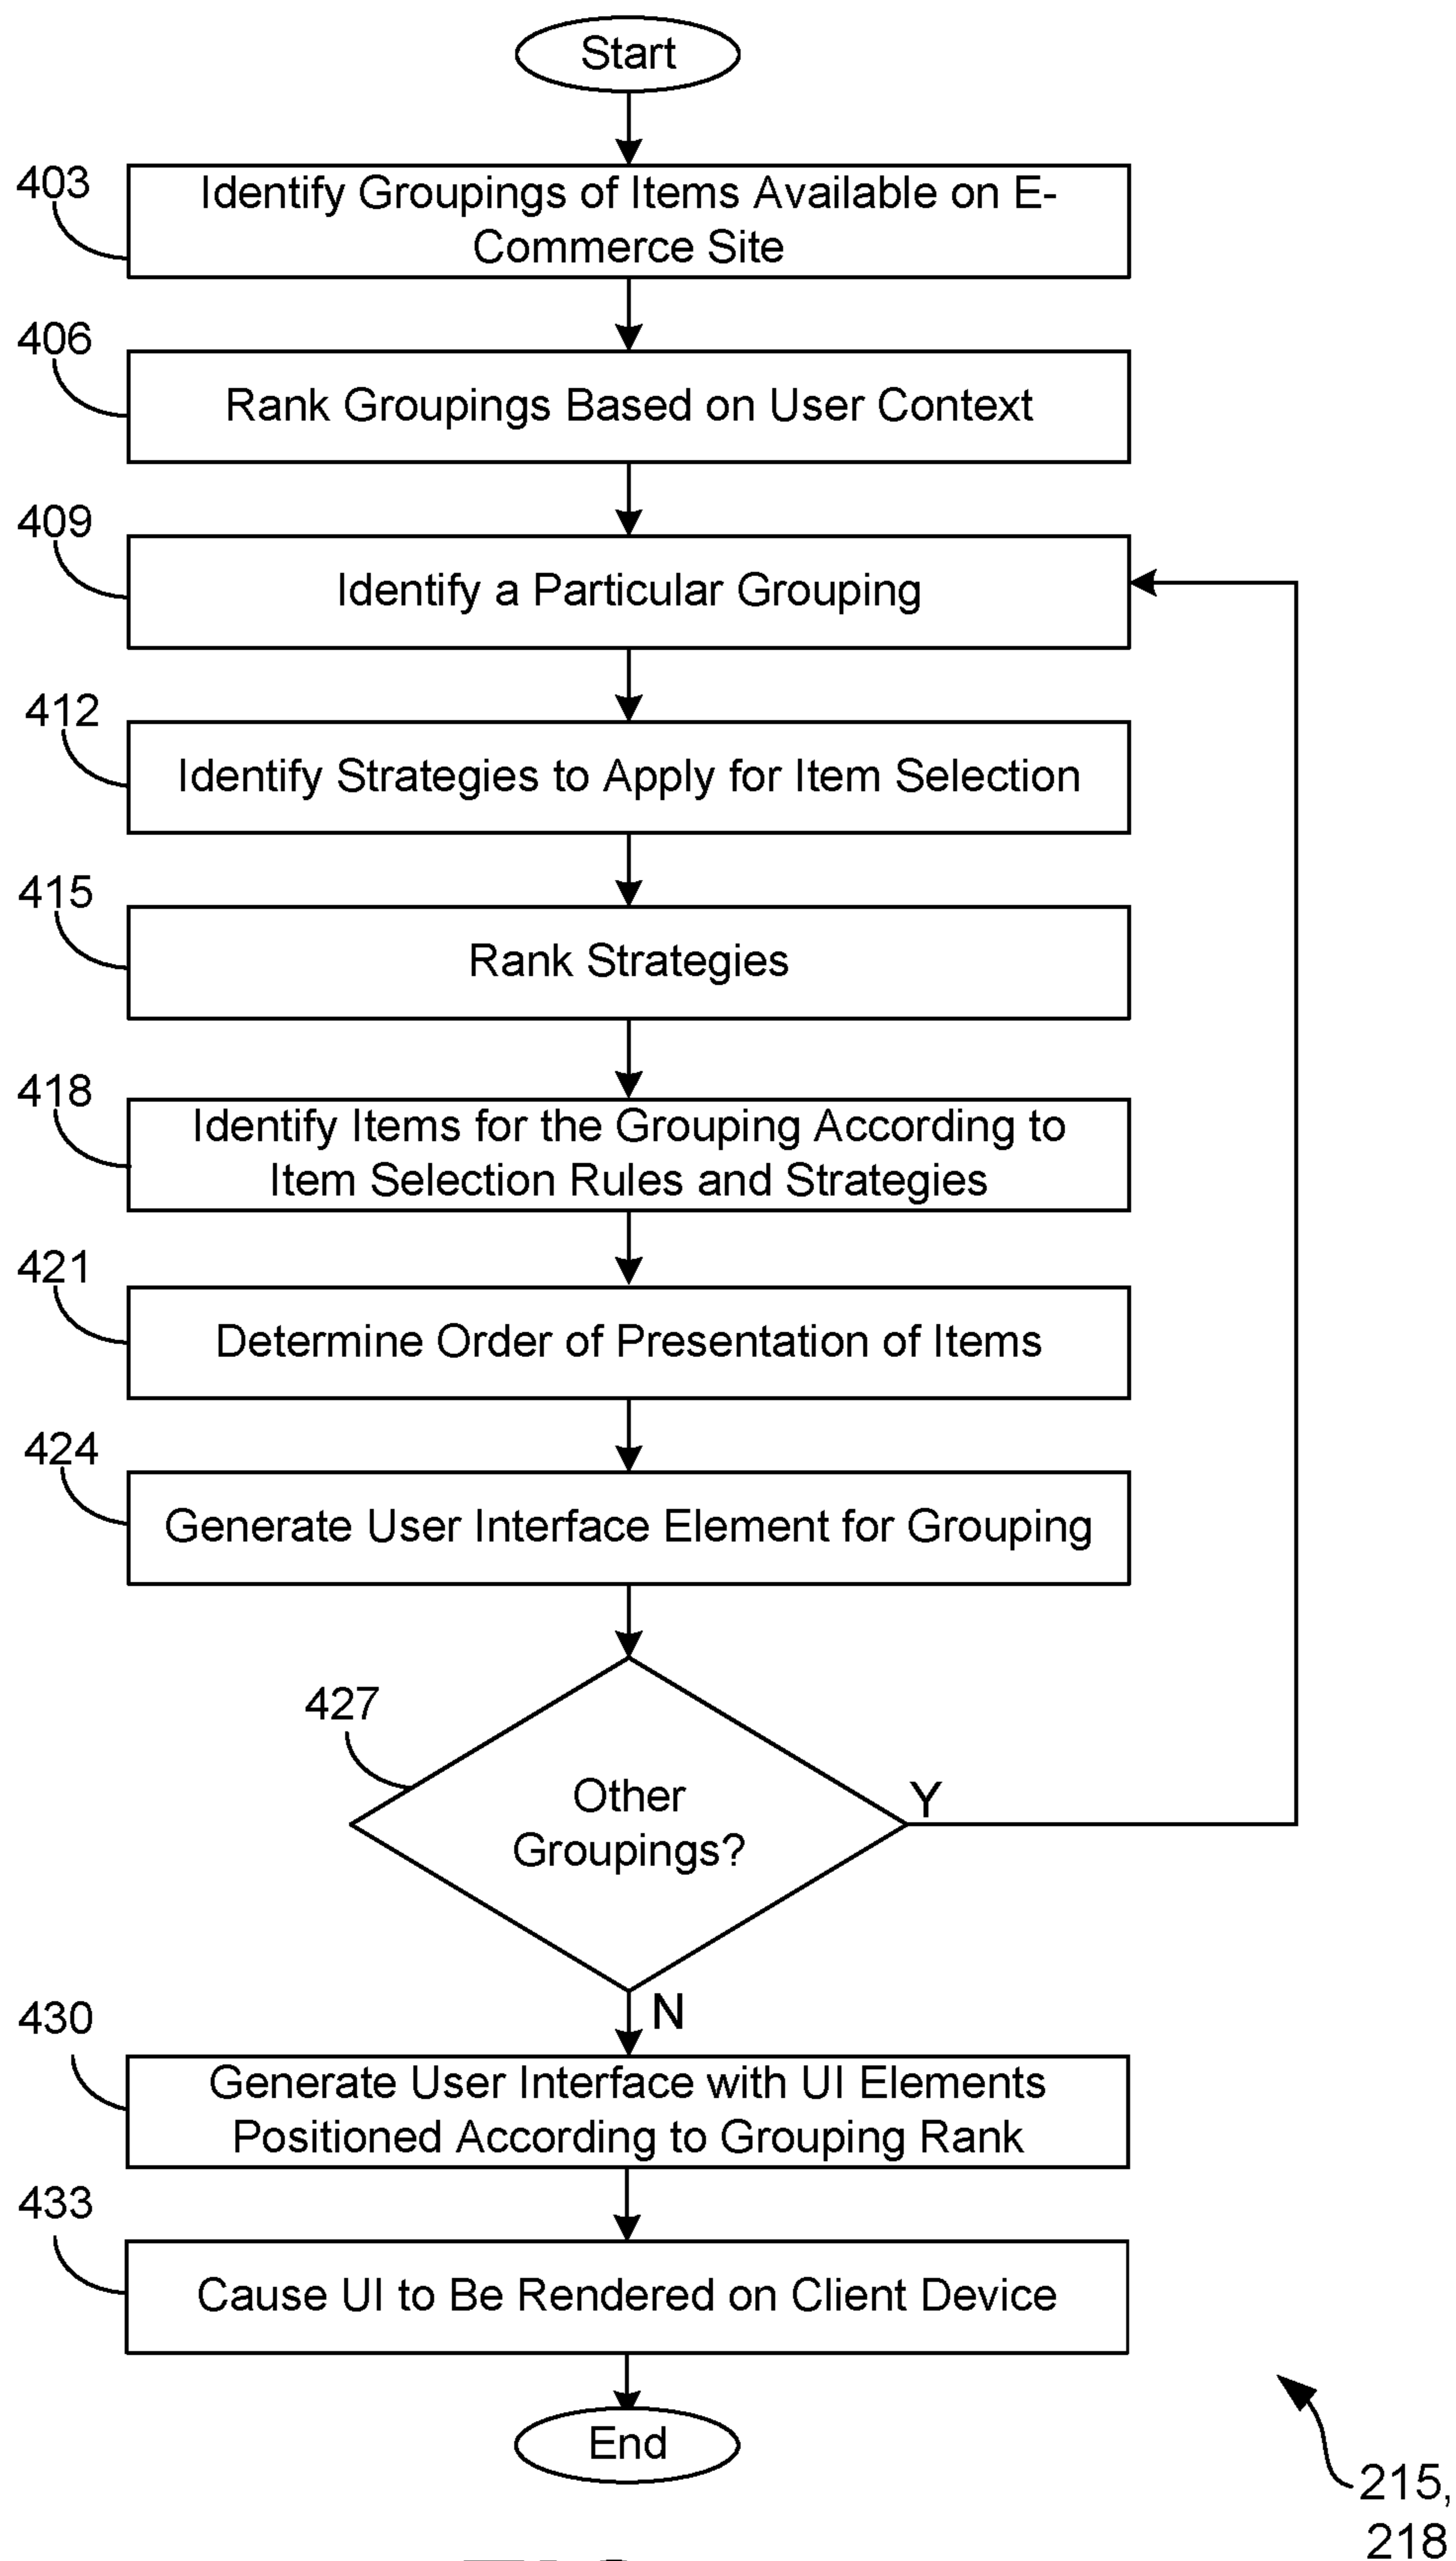 Start
403
Identify Groupings of Items Available on E-
Commerce Site
406
Rank Groupings Based on User Context
409
Identify a Particular Grouping
412
Identify Strategies to Apply for Item Selection
415
Rank Strategies
418
Identify Items for the Grouping According to
Item Selection Rules and Strategies
421
Determine Order of Presentation of Items
424
Generate User Interface Element for Grouping
427
Other
Groupings?
Y
N
430
Generate User Interface with UI Elements
Positioned According to Grouping Rank
433
Cause UI to Be Rendered on Client Device
End
215,
218